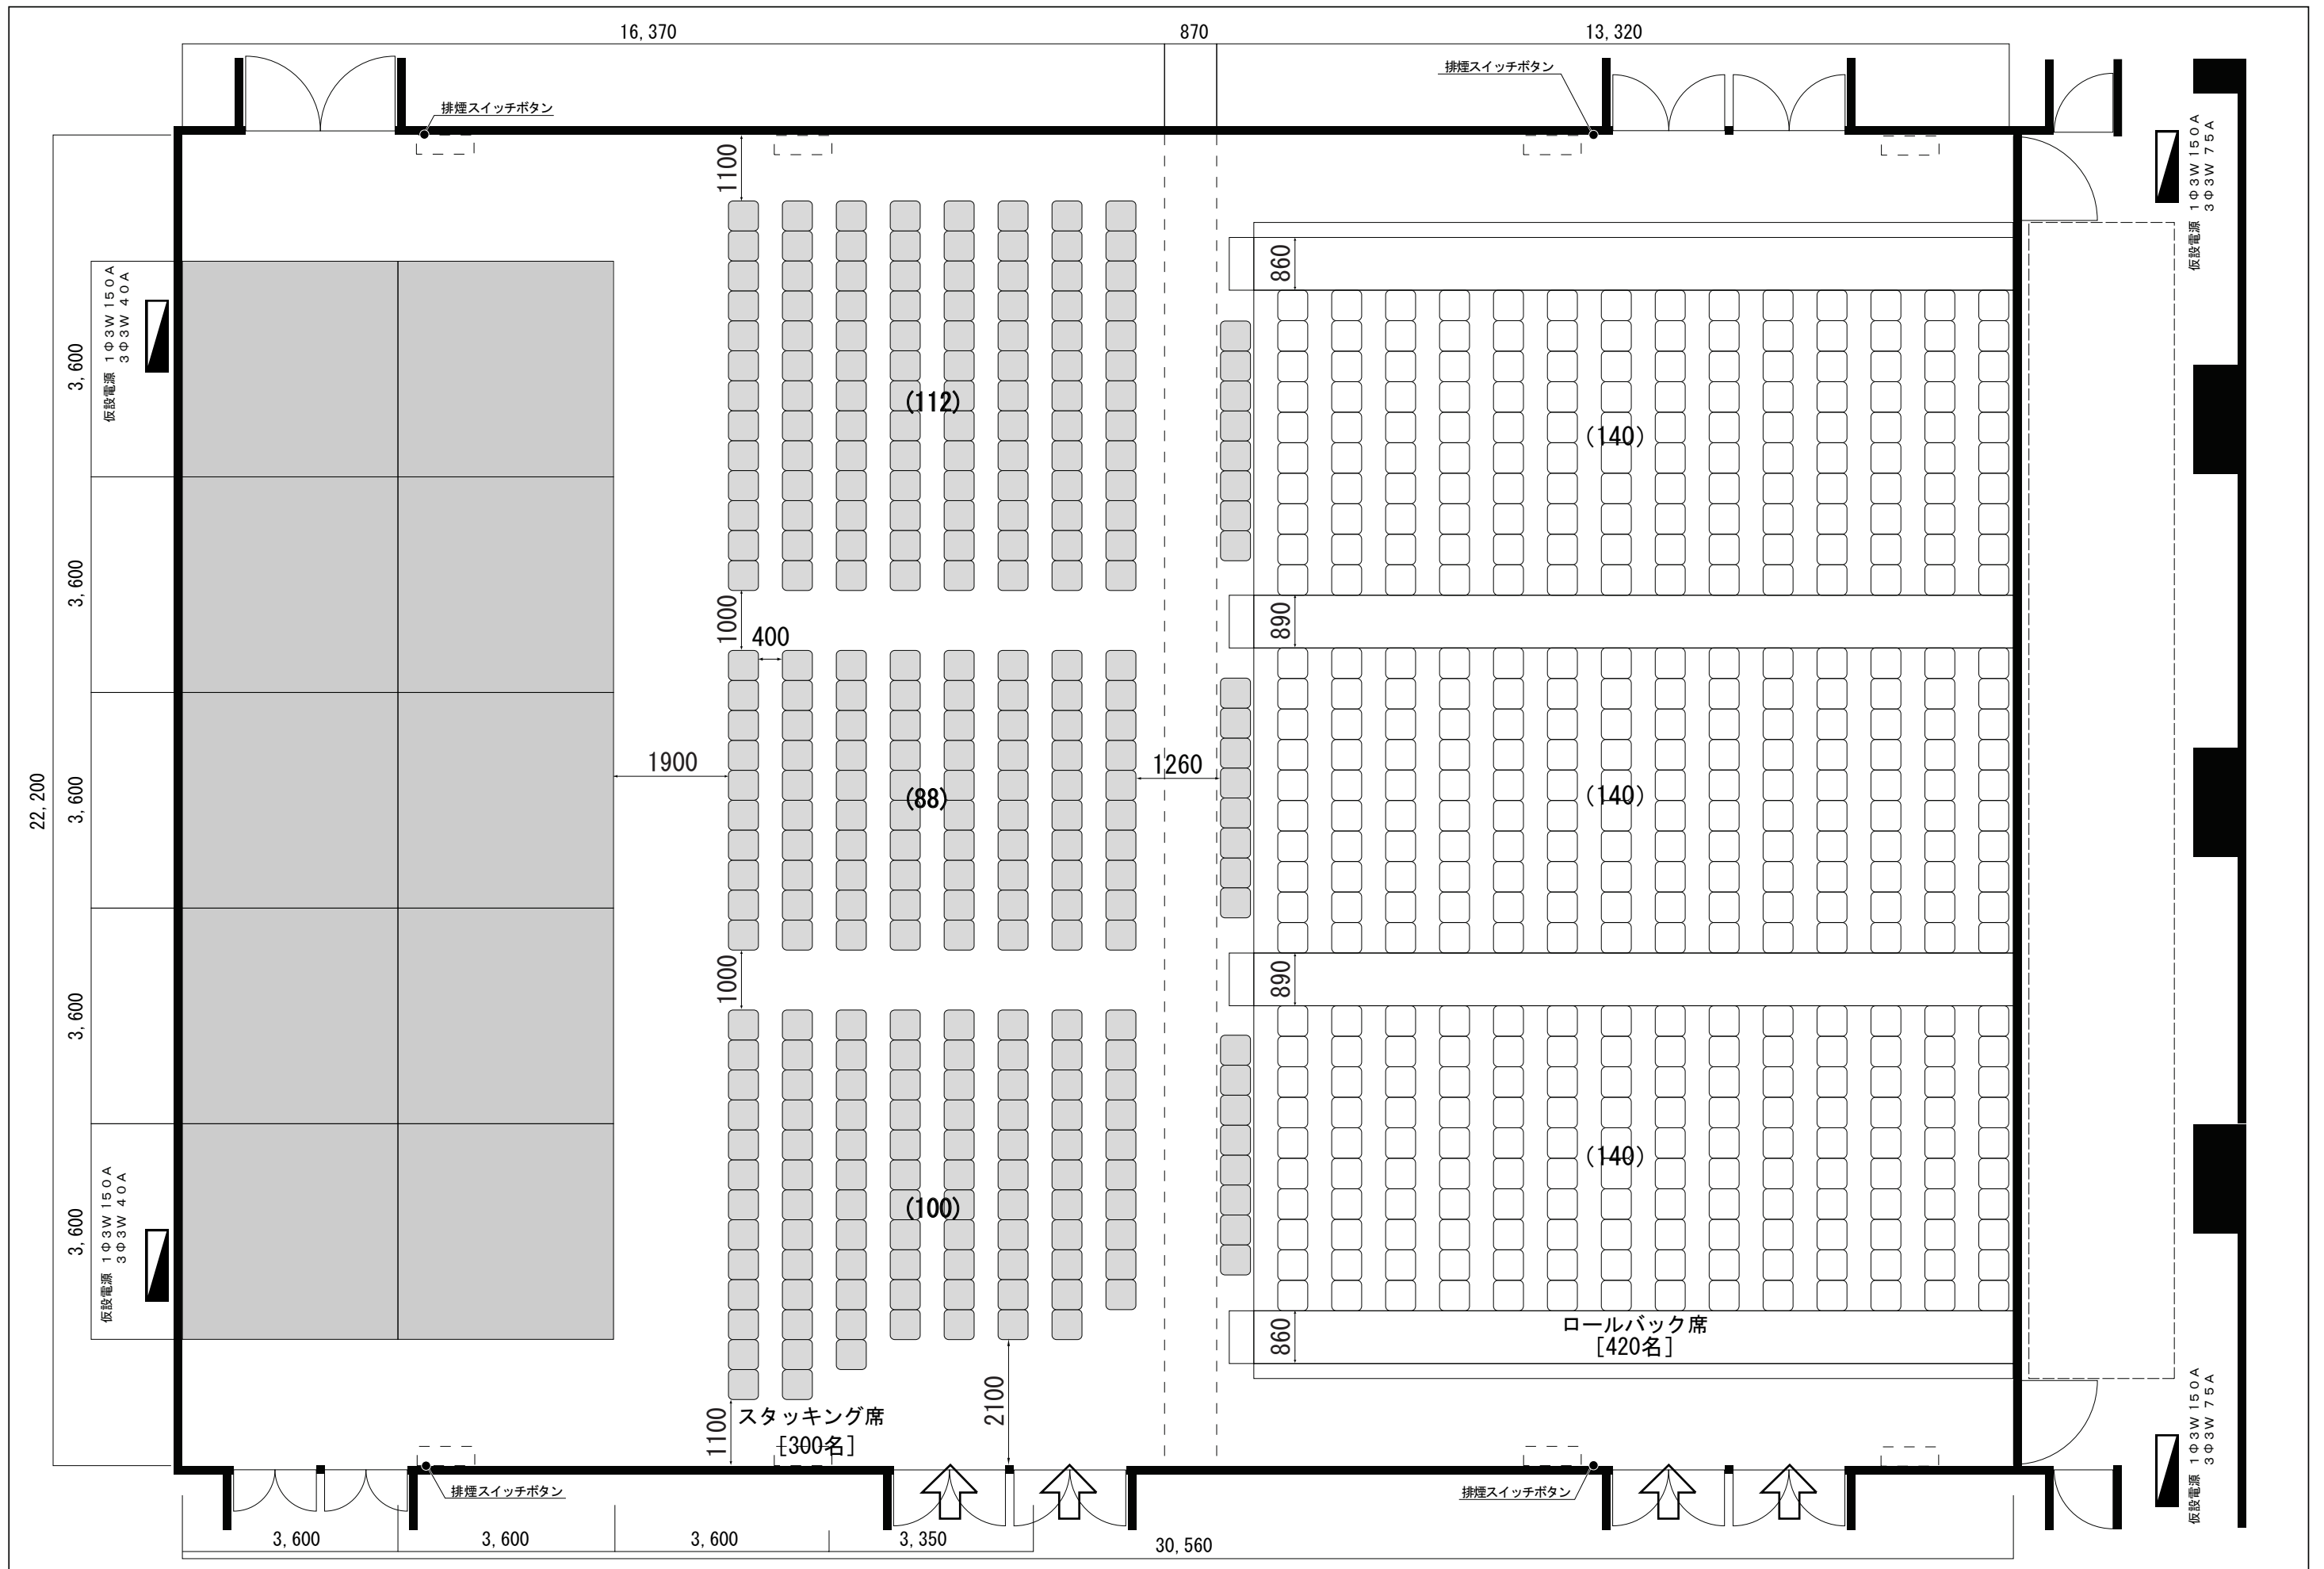 16,370
870
13,320
排煙スイッチボタン
排煙スイッチボタン
1100
仮設電源 1Φ3W 150A
3Φ3W 75A
仮設電源 1Φ3W 150A
3Φ3W 40A
860
3,600
(112)
(140)
3,600
1000
400
890
22,200
3,600
1900
(88)
1260
(140)
3,600
1000
890
3,600
仮設電源 1Φ3W 150A
3Φ3W 40A
(100)
(140)
860
ロールバック席
[420名]
2100
1100
スタッキング席
[300名]
仮設電源 1Φ3W 150A
3Φ3W 75A
排煙スイッチボタン
排煙スイッチボタン
3,600
3,600
3,600
3,350
30,560